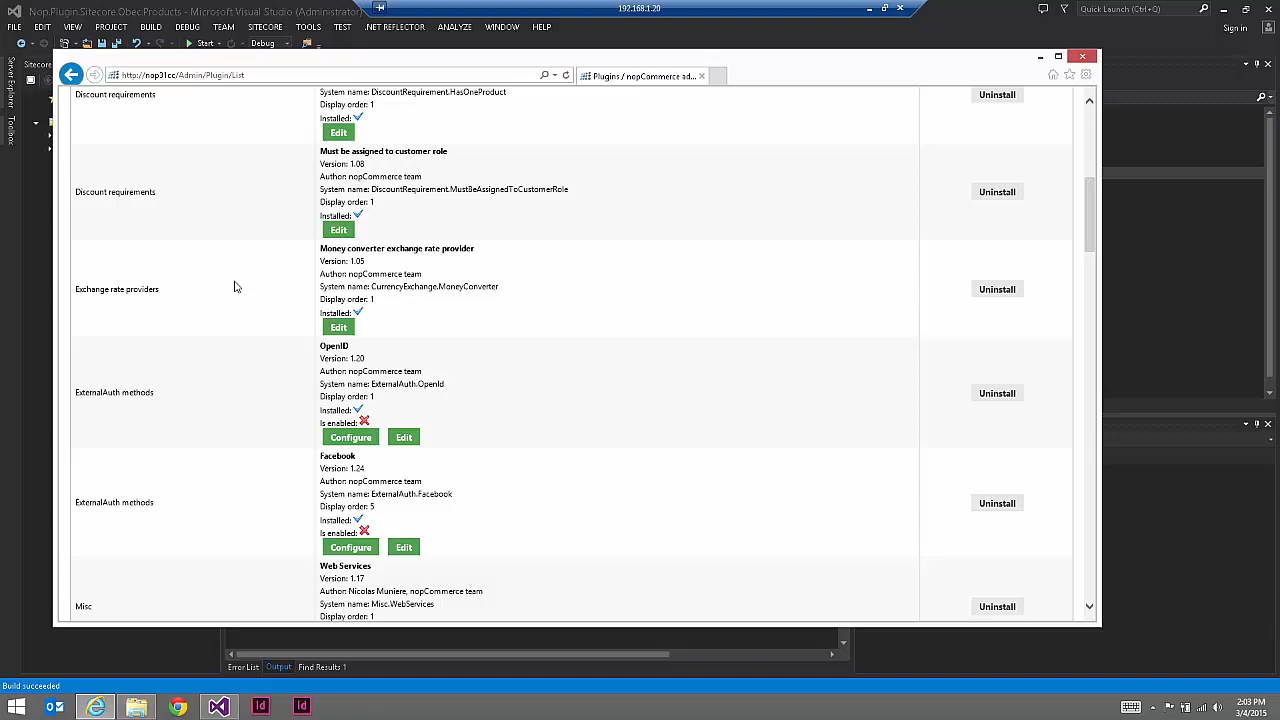 Nop.Plugin.Sitecore.Obec.Products - Microsoft Visual Studio (Administrator)
192.168.1.20
Quick Launch (Ctrl+Q)
FILE EDIT VIEW PROJECT BUILD DEBUG TEAM SITECORE TOOLS TEST .NET REFLECTOR ANALYZE WINDOW HELP
Sign in
Start
Debug
Sitecore
Toolbox
http://nop31cc/Admin/Plugin/List
Plugins / nopCommerce ad...
Discount requirements
System name: DiscountRequirement.HasOneProduct
Display order: 1
Installed:
Edit
Uninstall
Discount requirements
Must be assigned to customer role
Version: 1.08
Author: nopCommerce team
System name: DiscountRequirement.MustBeAssignedToCustomerRole
Display order: 1
Installed:
Edit
Uninstall
Exchange rate providers
Money converter exchange rate provider
Version: 1.05
Author: nopCommerce team
System name: CurrencyExchange.MoneyConverter
Display order: 1
Installed:
Edit
Uninstall
ExternalAuth methods
OpenID
Version: 1.20
Author: nopCommerce team
System name: ExternalAuth.OpenId
Display order: 1
Installed:
Is enabled:
Configure Edit
Uninstall
ExternalAuth methods
Facebook
Version: 1.24
Author: nopCommerce team
System name: ExternalAuth.Facebook
Display order: 5
Installed:
Is enabled:
Configure Edit
Uninstall
Misc
Web Services
Version: 1.17
Author: Nicolas Muniere, nopCommerce team
System name: Misc.WebServices
Display order: 1
Uninstall
Error List Output Find Results 1
Build succeeded
Id Id
2:03 PM
3/4/2015